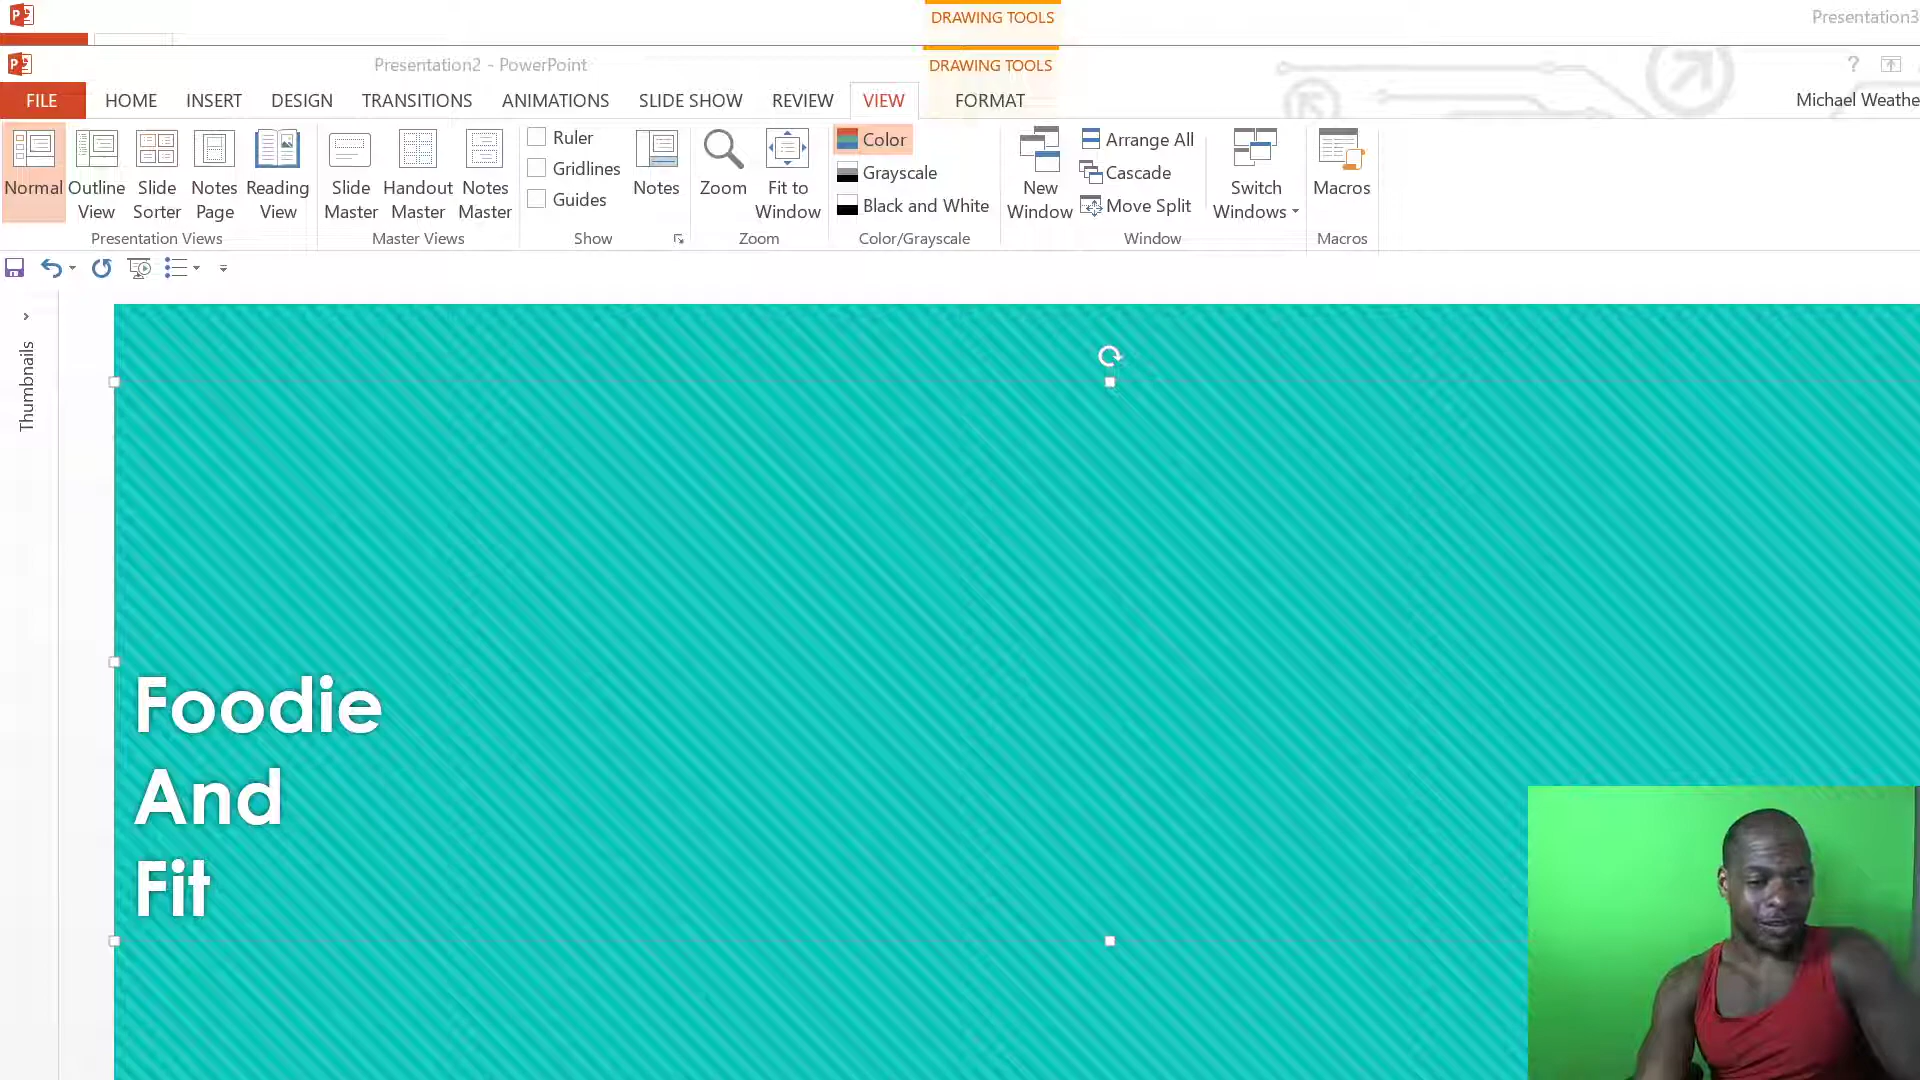 DRAWING TOOLS
Presentation3
Presentation2 - PowerPoint
DRAWING TOOLS
?
FILE HOME INSERT DESIGN TRANSITIONS ANIMATIONS SLIDE SHOW REVIEW VIEW FORMAT
Michael Weathe
Normal
Outline View
Slide Sorter
Notes Page
Reading View
Presentation Views
Slide Master
Handout Master
Notes Master
Master Views
Ruler
Gridlines
Guides
Notes
Show
Zoom
Fit to Window
Zoom
Color
Grayscale
Black and White
Color/Grayscale
New Window
Arrange All
Cascade
Move Split
Switch Windows
Window
Macros
Macros
Thumbnails
Foodie
And
Fit